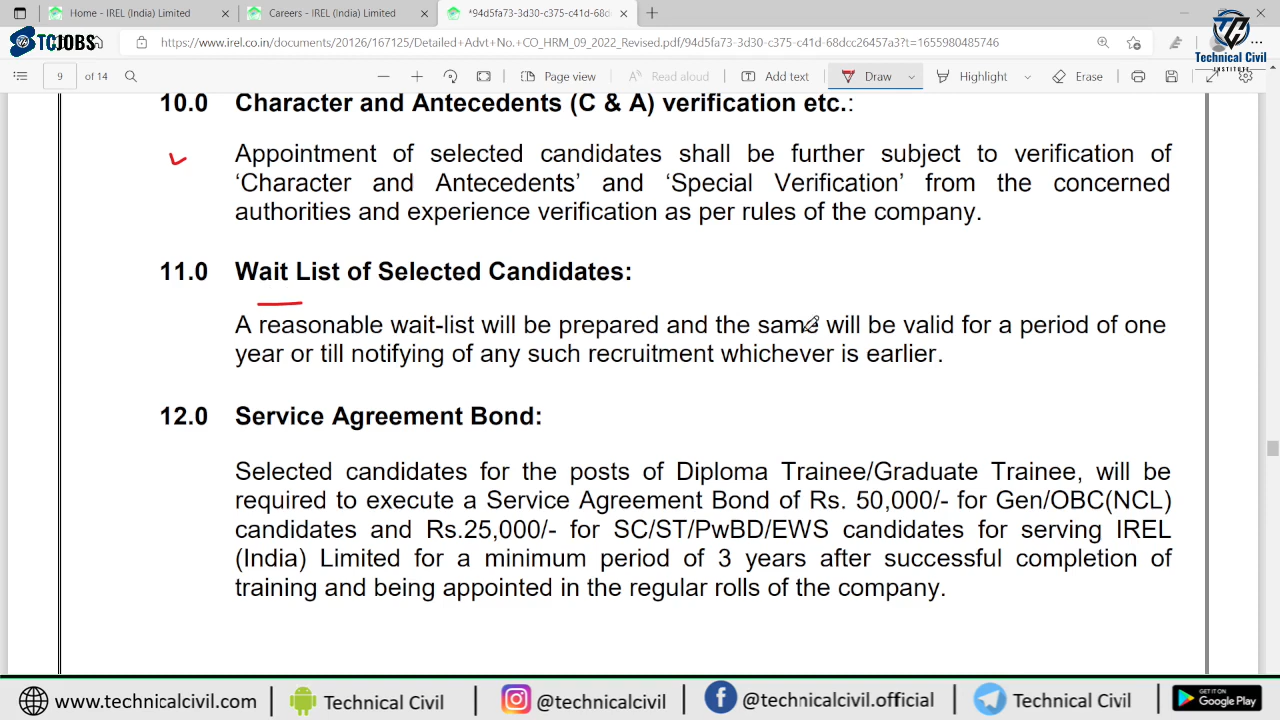 Home - IREL (India) Limited
Careers - IREL (India) Limited
*94d5fa73-3d30-c375-c41d-68d
TCJOBS
https://www.irel.co.in/documents/20126/167125/Detailed+Advt+No.+CO_HRM_09_2022_Revised.pdf/94d5fa73-3d30-c375-c41d-68dcc26457a3?t=1655980485746
Technical Civil
9 of 14
Page view
Read aloud
Add text
Draw
Highlight
Erase
10.0 Character and Antecedents (C & A) verification etc.:
Appointment of selected candidates shall be further subject to verification of
‘Character and Antecedents’ and ‘Special Verification’ from the concerned
authorities and experience verification as per rules of the company.
11.0 Wait List of Selected Candidates:
A reasonable wait-list will be prepared and the same will be valid for a period of one
year or till notifying of any such recruitment whichever is earlier.
12.0 Service Agreement Bond:
Selected candidates for the posts of Diploma Trainee/Graduate Trainee, will be
required to execute a Service Agreement Bond of Rs. 50,000/- for Gen/OBC(NCL)
candidates and Rs.25,000/- for SC/ST/PwBD/EWS candidates for serving IREL
(India) Limited for a minimum period of 3 years after successful completion of
training and being appointed in the regular rolls of the company.
www.technicalcivil.com
Technical Civil
@technicalcivil
@technicalcivil.official
Technical Civil
GET IT ON
Google Play